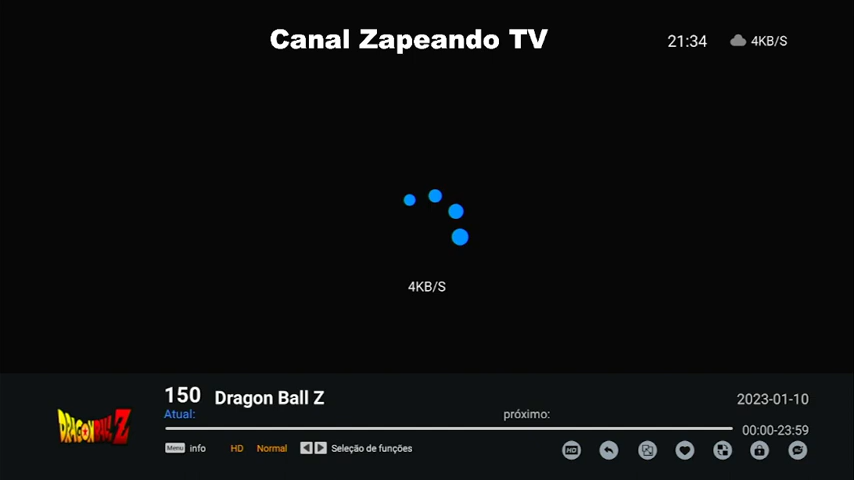 Canal Zapeando TV
21:34
4KB/S
4KB/S
150 Dragon Ball Z
2023-01-10
Atual:
próximo:
00:00-23:59
DRAGON BALL Z
Menu info HD Normal Seleção de funções
HD